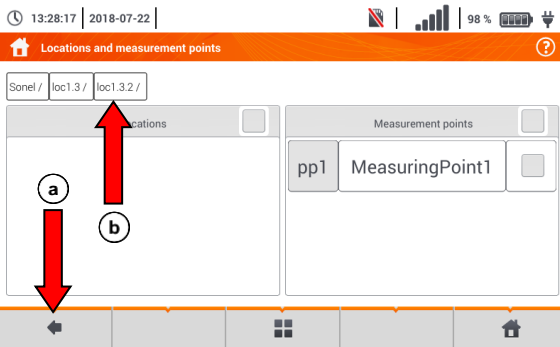 13:28:17 2018-07-22 98 %
Locations and measurement points ?
Sonel / loc1.3 / loc1.3.2 /
cations Measurement points
pp1 MeasuringPoint1
a
b